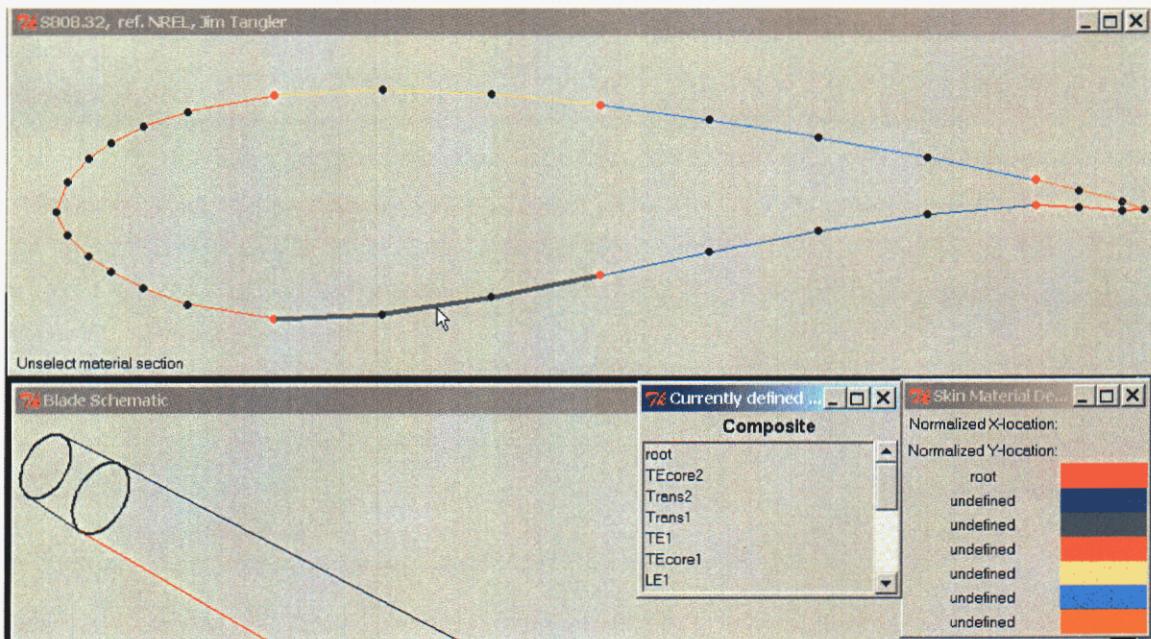 S808.32, ref. NREL, Jim Tangler
Unselect material section
Blade Schematic
Currently defined ...
Composite
root
TEcore2
Trans2
Trans1
TE1
TEcore1
LE1
Skin Material De...
Normalized X-location:
Normalized Y-location:
root
undefined
undefined
undefined
undefined
undefined
undefined